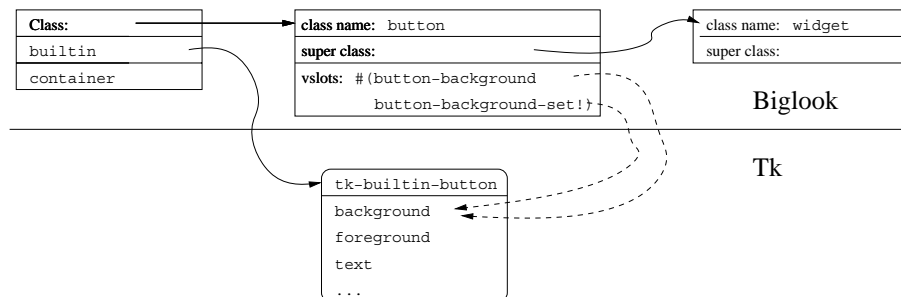 Class:
builtin
container
class name: button
super class:
vslots: #(button-background
button-background-set!)
class name: widget
super class:
Biglook
Tk
tk-builtin-button
background
foreground
text
...